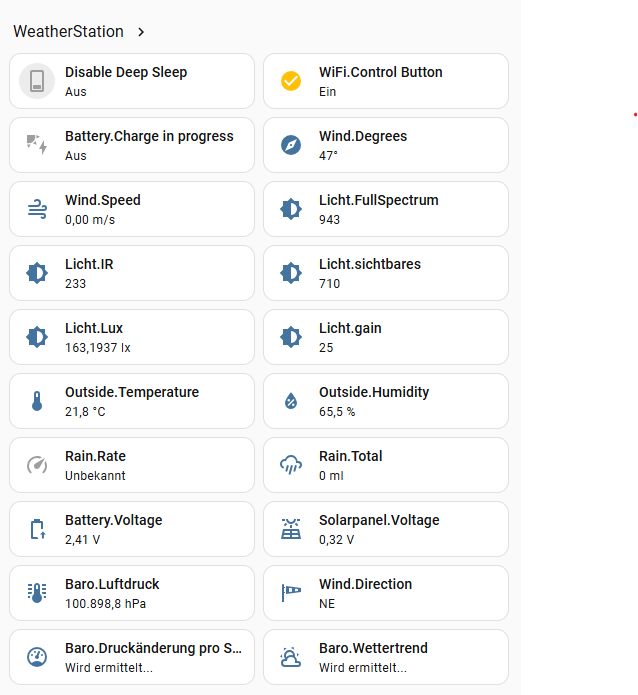 WeatherStation
Disable Deep Sleep
Aus
WiFi.Control Button
Ein
Battery.Charge in progress
Aus
Wind.Degrees
47°
Wind.Speed
0,00 m/s
Licht.FullSpectrum
943
Licht.IR
233
Licht.sichtbares
710
Licht.Lux
163,1937 lx
Licht.gain
25
Outside.Temperature
21,8 °C
Outside.Humidity
65,5 %
Rain.Rate
Unbekannt
Rain.Total
0 ml
Battery.Voltage
2,41 V
Solarpanel.Voltage
0,32 V
Baro.Luftdruck
100.898,8 hPa
Wind.Direction
NE
Baro.Druckänderung pro S...
Wird ermittelt...
Baro.Wettertrend
Wird ermittelt...